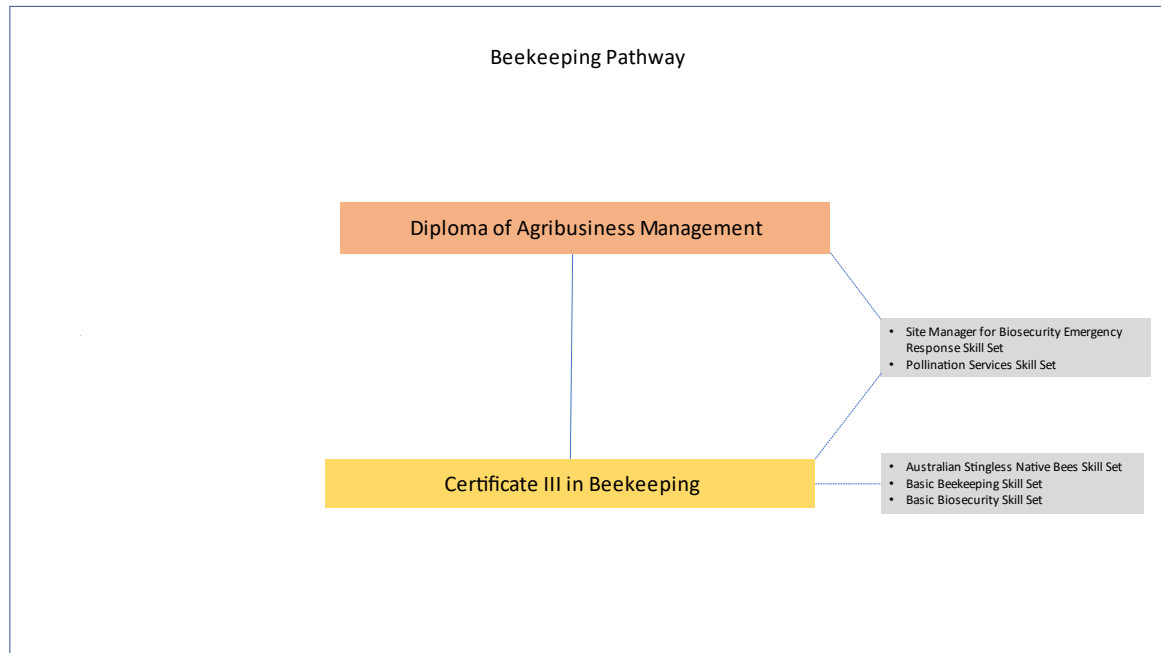 Beekeeping Pathway
Diploma of Agribusiness Management
• Site Manager for Biosecurity Emergency
Response Skill Set
• Pollination Services Skill Set
Certificate III in Beekeeping
• Australian Stingless Native Bees Skill Set
• Basic Beekeeping Skill Set
• Basic Biosecurity Skill Set